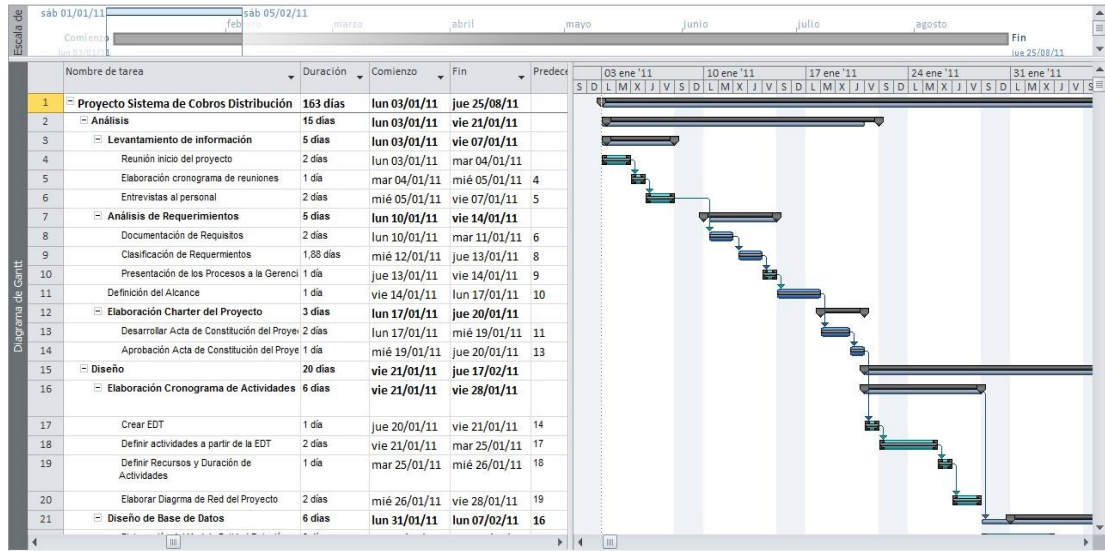 Escala de
sáb 01/01/11
sáb 05/02/11
febrero marzo abril mayo junio julio agosto
Comienzo
lun 03/01/11
Fin
jue 25/08/11
Diagrama de Gantt
Nombre de tarea Duración Comienzo Fin Predece
03 ene '11 10 ene '11 17 ene '11 24 ene '11 31 ene '11
S D L M X J V S D L M X J V S D L M X J V S D L M X J V S D L M X J V S
1 Proyecto Sistema de Cobros Distribución 163 días lun 03/01/11 jue 25/08/11
2 Análisis 15 días lun 03/01/11 vie 21/01/11
3 Levantamiento de información 5 días lun 03/01/11 vie 07/01/11
4 Reunión inicio del proyecto 2 días lun 03/01/11 mar 04/01/11
5 Elaboración cronograma de reuniones 1 día mar 04/01/11 mié 05/01/11 4
6 Entrevistas al personal 2 días mié 05/01/11 vie 07/01/11 5
7 Análisis de Requerimientos 5 días lun 10/01/11 vie 14/01/11
8 Documentación de Requisitos 2 días lun 10/01/11 mar 11/01/11 6
9 Clasificación de Requermientos 1,88 días mié 12/01/11 jue 13/01/11 8
10 Presentación de los Procesos a la Gerenci 1 día jue 13/01/11 vie 14/01/11 9
11 Definición del Alcance 1 día vie 14/01/11 lun 17/01/11 10
12 Elaboración Charter del Proyecto 3 días lun 17/01/11 jue 20/01/11
13 Desarrollar Acta de Constitución del Proye 2 días lun 17/01/11 mié 19/01/11 11
14 Aprobación Acta de Constitución del Proye 1 día mié 19/01/11 jue 20/01/11 13
15 Diseño 20 días vie 21/01/11 jue 17/02/11
16 Elaboración Cronograma de Actividades 6 días vie 21/01/11 vie 28/01/11
17 Crear EDT 1 día jue 20/01/11 vie 21/01/11 14
18 Definir actividades a partir de la EDT 2 días vie 21/01/11 mar 25/01/11 17
19 Definir Recursos y Duración de 1 día mar 25/01/11 mié 26/01/11 18
Actividades
20 Elaborar Diagrma de Red del Proyecto 2 días mié 26/01/11 vie 28/01/11 19
21 Diseño de Base de Datos 6 días lun 31/01/11 lun 07/02/11 16